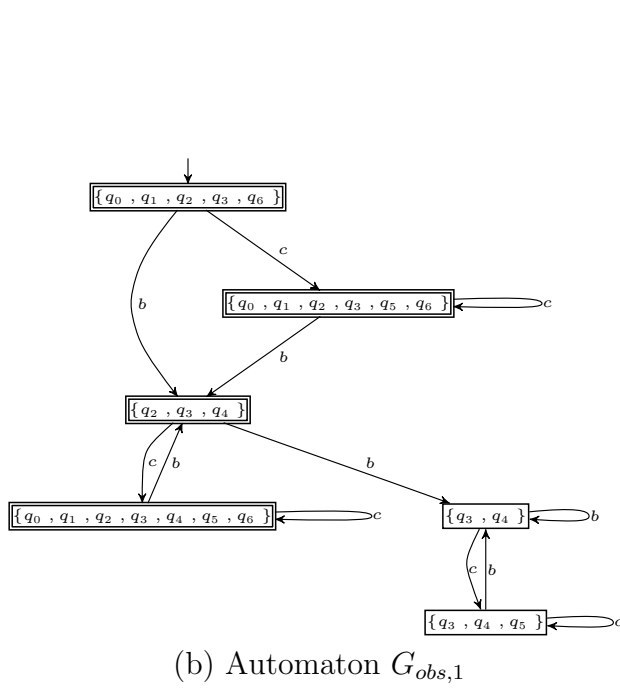 {q0 , q1 , q2 , q3 , q6 }
c
b
{q0 , q1 , q2 , q3 , q5 , q6 }
c
b
{q2 , q3 , q4 }
c
b
b
{q0 , q1 , q2 , q3 , q4 , q5 , q6 }
c
{q3 , q4 }
b
c
b
{q3 , q4 , q5 }
(b) Automaton Gobs,1